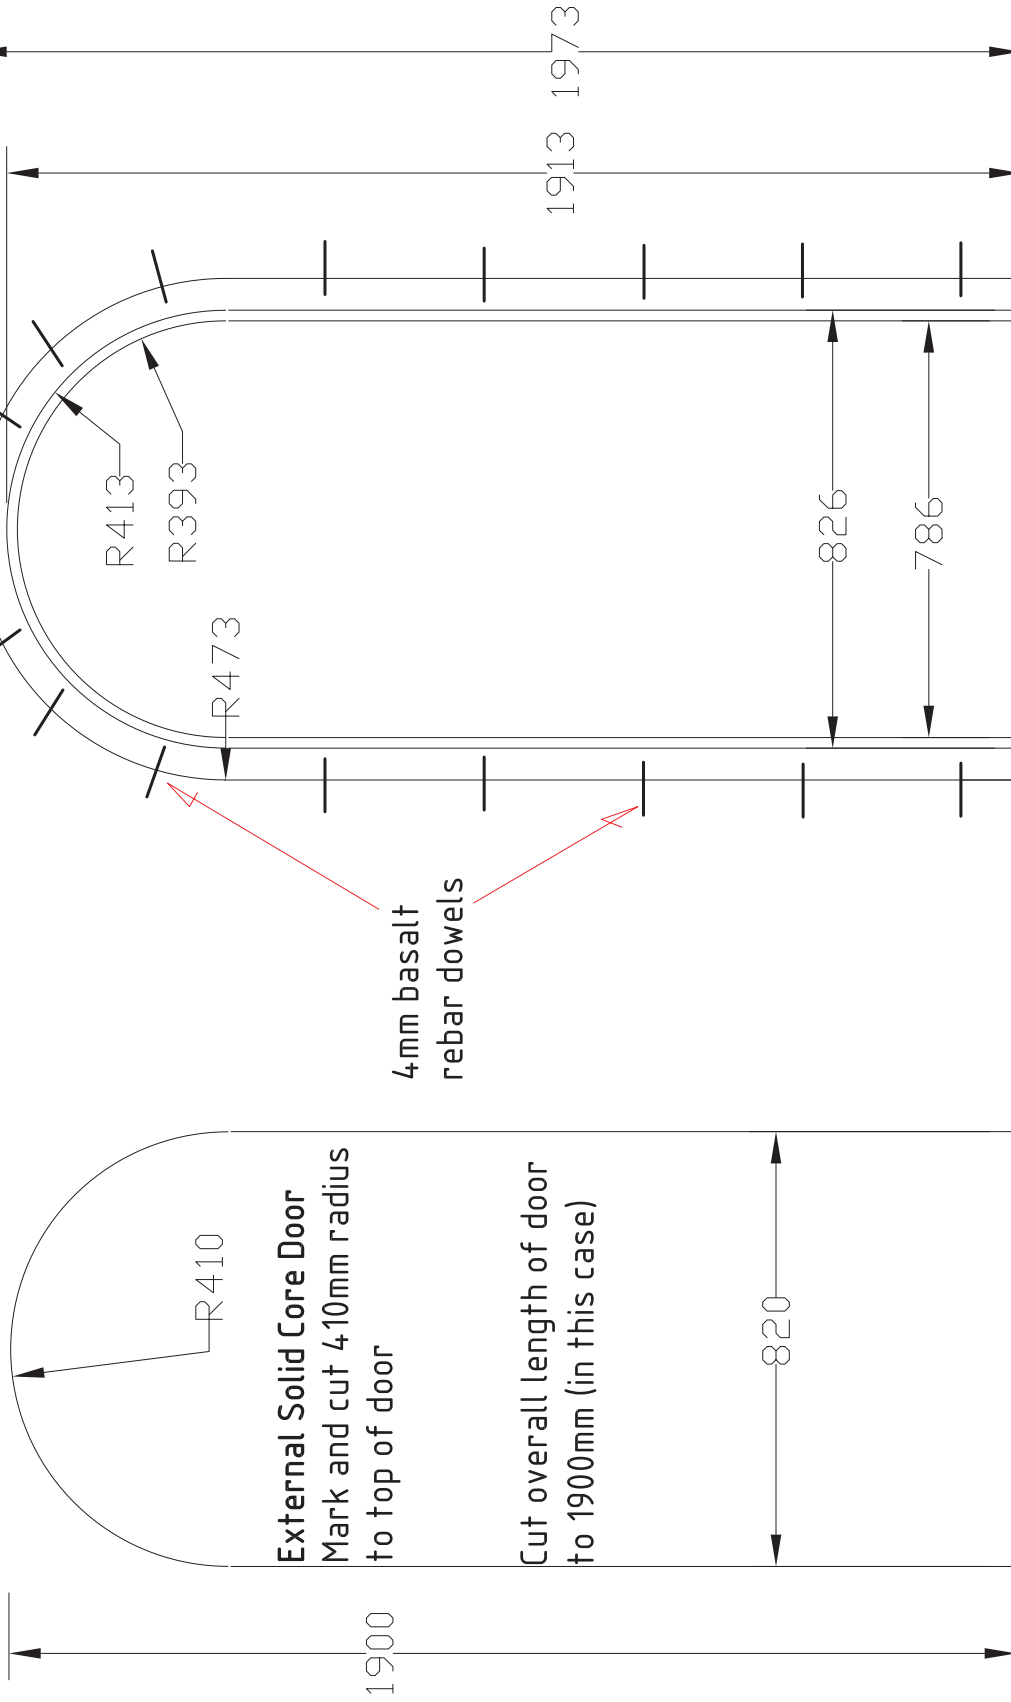 1973
1913
R413
R393
R473
826
786
4mm basalt
rebar dowels
R410
External Solid Core Door
Mark and cut 410mm radius
to top of door
Cut overall length of door
to 1900mm (in this case)
820
1900